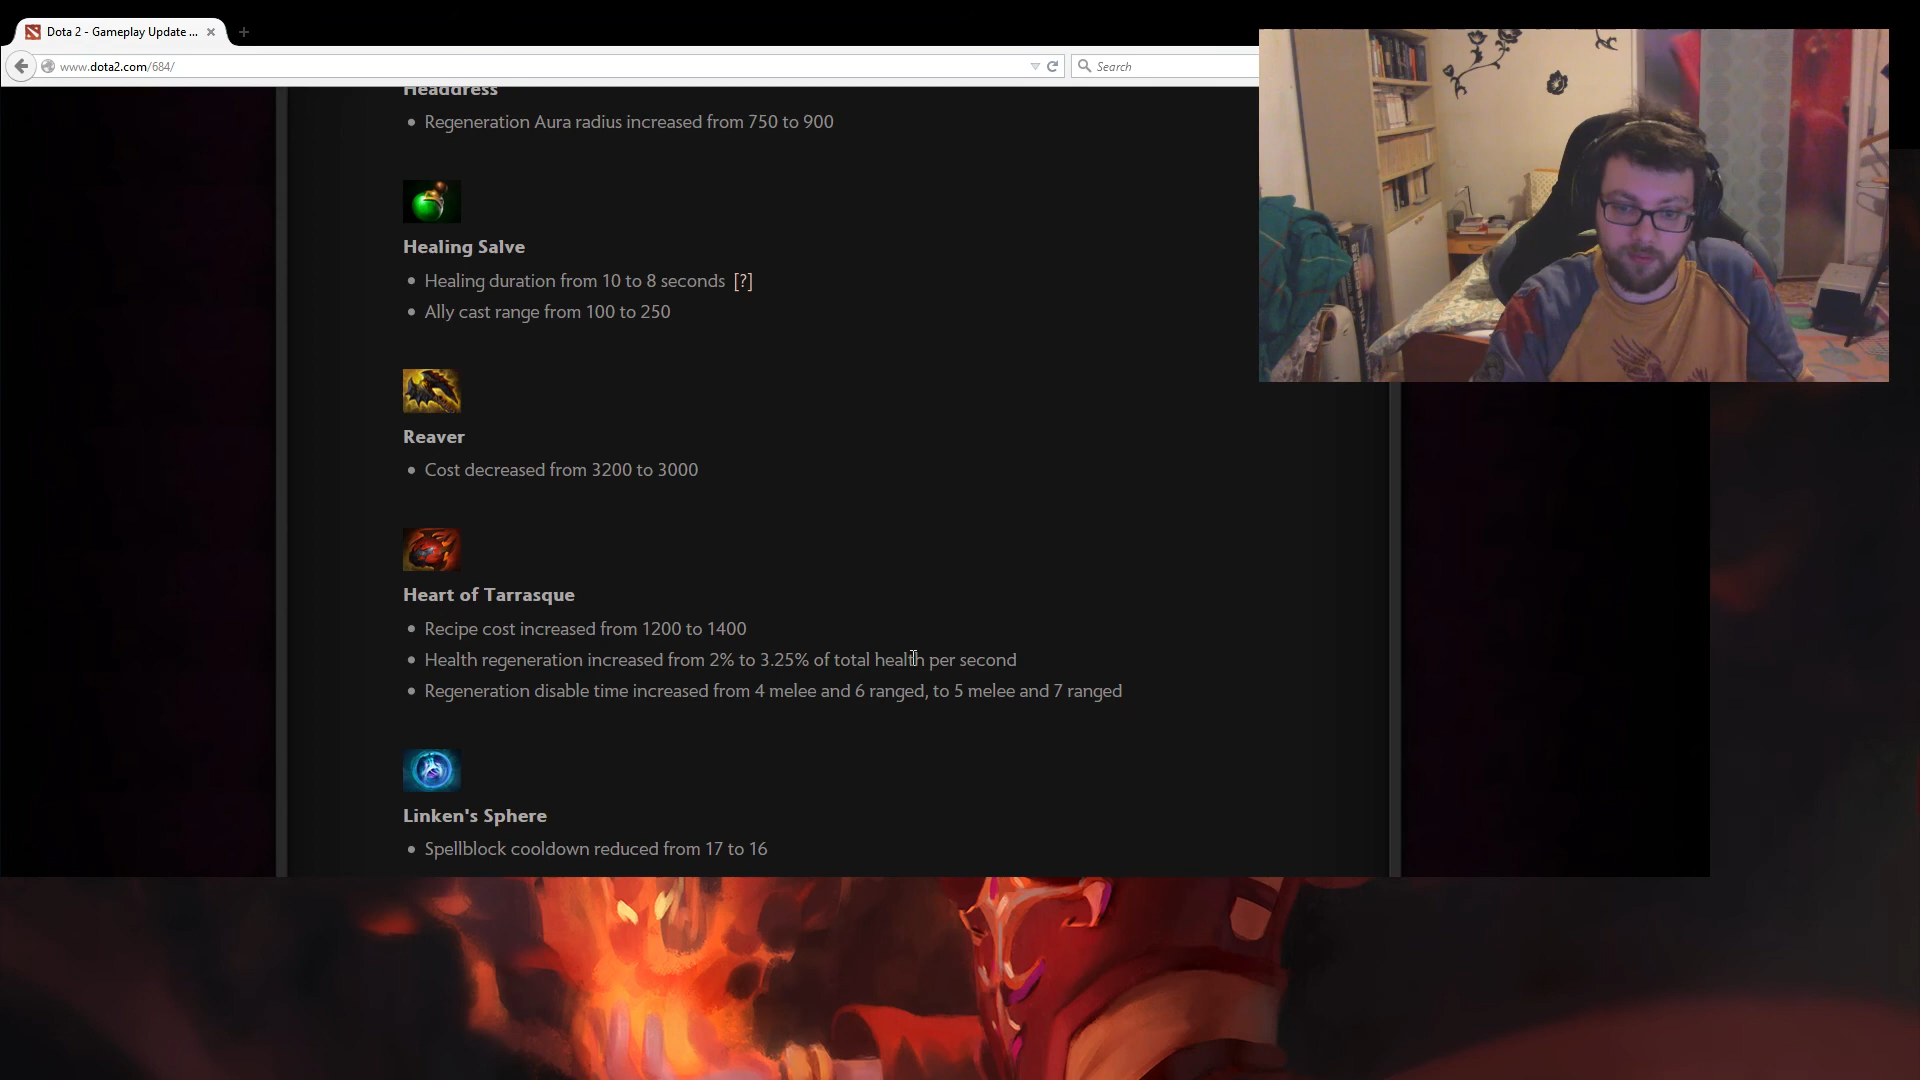 Dota 2 - Gameplay Update ...
www.dota2.com/684/
Search
Headdress
Regeneration Aura radius increased from 750 to 900
Healing Salve
Healing duration from 10 to 8 seconds [?]
Ally cast range from 100 to 250
Reaver
Cost decreased from 3200 to 3000
Heart of Tarrasque
Recipe cost increased from 1200 to 1400
Health regeneration increased from 2% to 3.25% of total health per second
Regeneration disable time increased from 4 melee and 6 ranged, to 5 melee and 7 ranged
Linken's Sphere
Spellblock cooldown reduced from 17 to 16